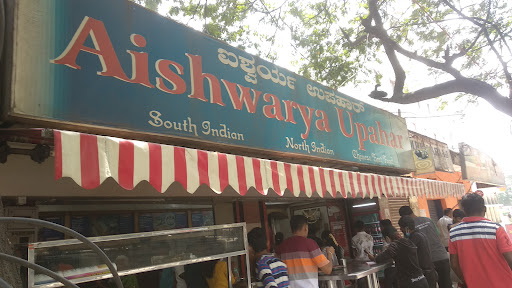 ಐಶ್ವರ್ಯ ಉಪಹಾರ್
Aishwarya Upahar
South Indian North Indian